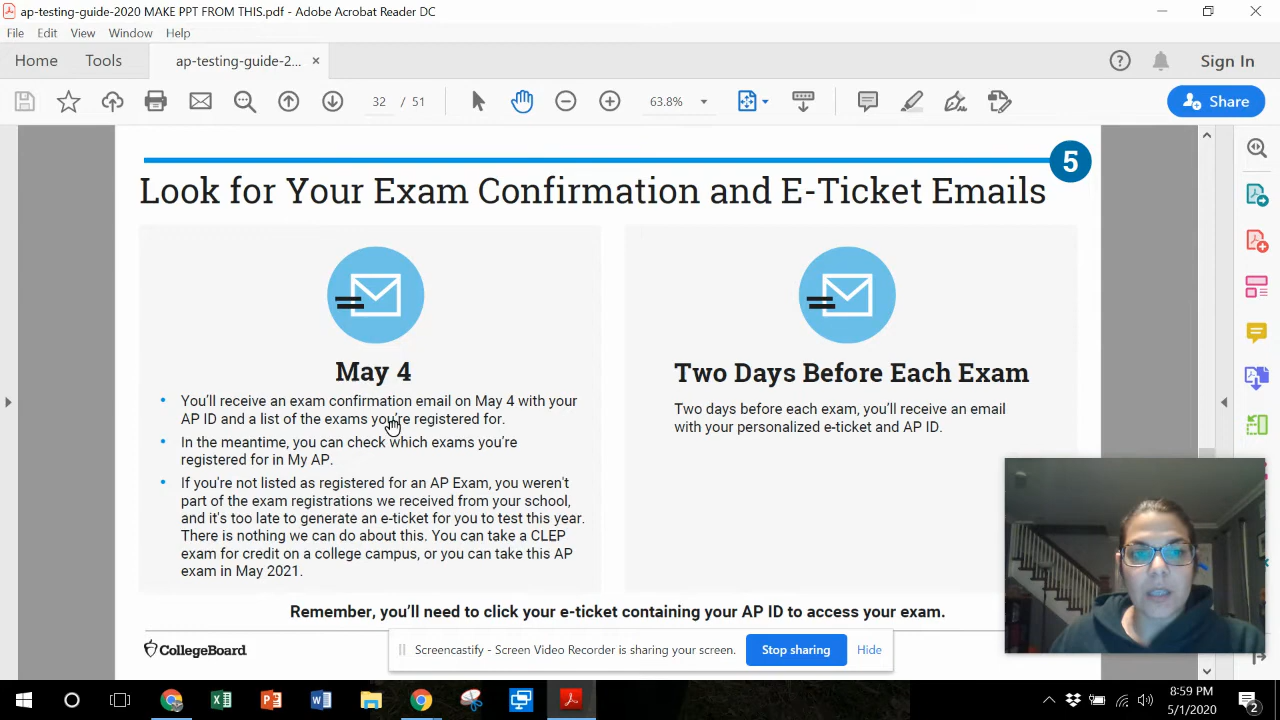 ap-testing-guide-2020 MAKE PPT FROM THIS.pdf - Adobe Acrobat Reader DC
File Edit View Window Help
Home Tools ap-testing-guide-2... × Sign In
32 / 51 63.8% Share
5
Look for Your Exam Confirmation and E-Ticket Emails
May 4
• You'll receive an exam confirmation email on May 4 with your
AP ID and a list of the exams you're registered for.
• In the meantime, you can check which exams you're
registered for in My AP.
• If you're not listed as registered for an AP Exam, you weren't
part of the exam registrations we received from your school,
and it's too late to generate an e-ticket for you to test this year.
There is nothing we can do about this. You can take a CLEP
exam for credit on a college campus, or you can take this AP
exam in May 2021.
Two Days Before Each Exam
Two days before each exam, you'll receive an email
with your personalized e-ticket and AP ID.
Remember, you'll need to click your e-ticket containing your AP ID to access your exam.
CollegeBoard
Screencastify - Screen Video Recorder is sharing your screen. Stop sharing Hide
8:59 PM
5/1/2020
2